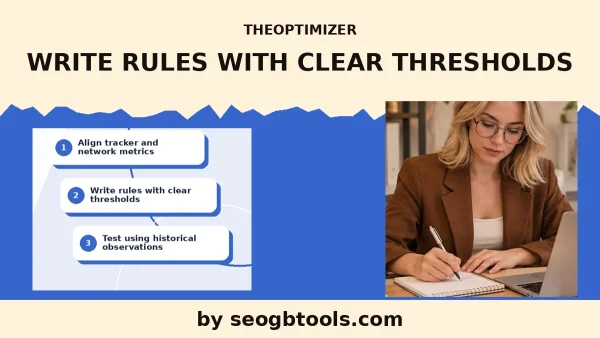 THEOPTIMIZER
WRITE RULES WITH CLEAR THRESHOLDS
1 Align tracker and
network metrics
2 Write rules with clear
thresholds
3 Test using historical
observations
by seogbtools.com